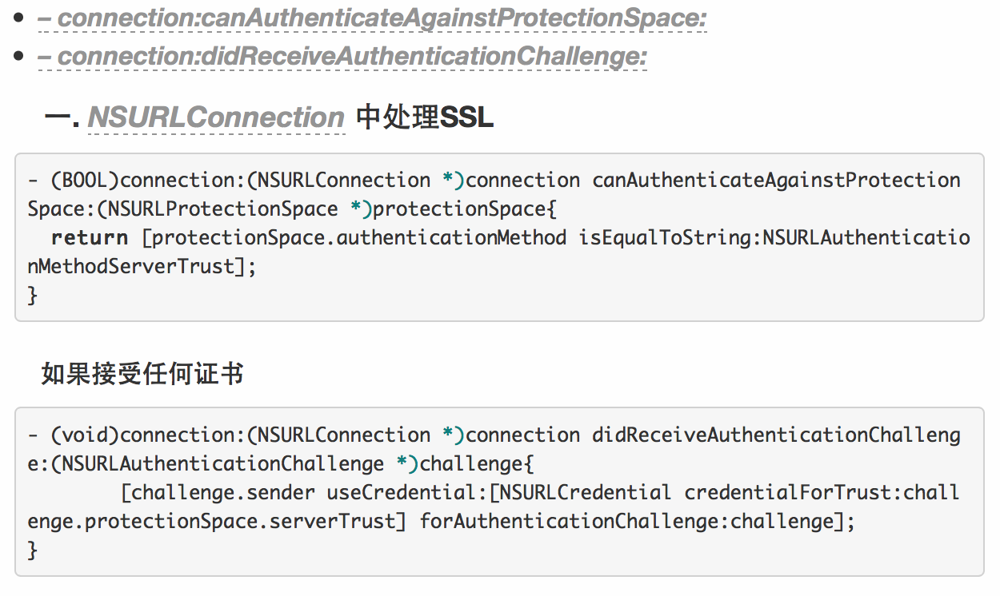 • – connection:canAuthenticateAgainstProtectionSpace:
• – connection:didReceiveAuthenticationChallenge:
一. NSURLConnection 中处理SSL
- (BOOL)connection:(NSURLConnection *)connection canAuthenticateAgainstProtection
Space:(NSURLProtectionSpace *)protectionSpace{
  return [protectionSpace.authenticationMethod isEqualToString:NSURLAuthenticatio
nMethodServerTrust];
}
如果接受任何证书
- (void)connection:(NSURLConnection *)connection didReceiveAuthenticationChalleng
e:(NSURLAuthenticationChallenge *)challenge{
        [challenge.sender useCredential:[NSURLCredential credentialForTrust:chall
enge.protectionSpace.serverTrust] forAuthenticationChallenge:challenge];
}